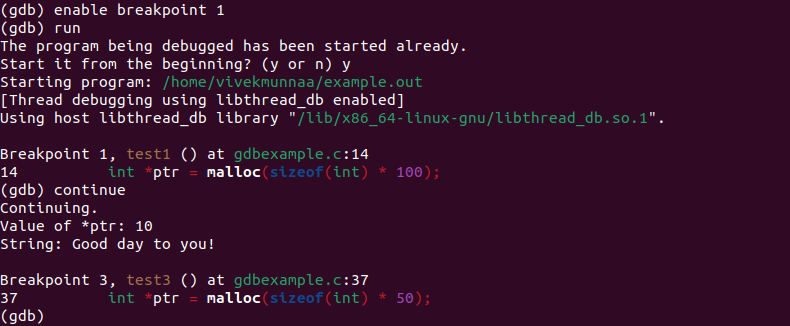 (gdb) enable breakpoint 1
(gdb) run
The program being debugged has been started already.
Start it from the beginning? (y or n) y
Starting program: /home/vivekmunnaa/example.out
[Thread debugging using libthread_db enabled]
Using host libthread_db library "/lib/x86_64-linux-gnu/libthread_db.so.1".

Breakpoint 1, test1 () at gdbexample.c:14
14          int *ptr = malloc(sizeof(int) * 100);
(gdb) continue
Continuing.
Value of *ptr: 10
String: Good day to you!

Breakpoint 3, test3 () at gdbexample.c:37
37          int *ptr = malloc(sizeof(int) * 50);
(gdb)